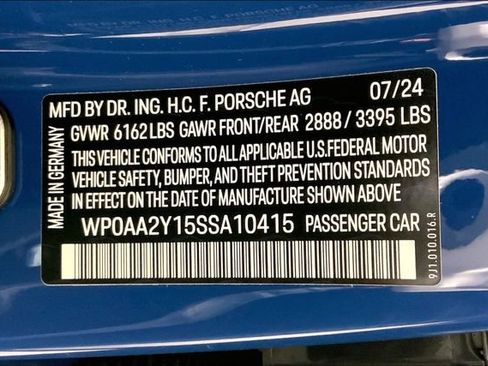 MFD BY DR. ING. H.C. F. PORSCHE AG 07/24
GVWR 6162 LBS GAWR FRONT/REAR 2888 / 3395 LBS
THIS VEHICLE CONFORMS TO ALL APPLICABLE U.S.FEDERAL MOTOR
VEHICLE SAFETY, BUMPER, AND THEFT PREVENTION STANDARDS
IN EFFECT ON THE DATE OF MANUFACTURE SHOWN ABOVE.
WP0AA2Y15SSA10415 PASSENGER CAR
MADE IN GERMANY
9J1.010.016.R